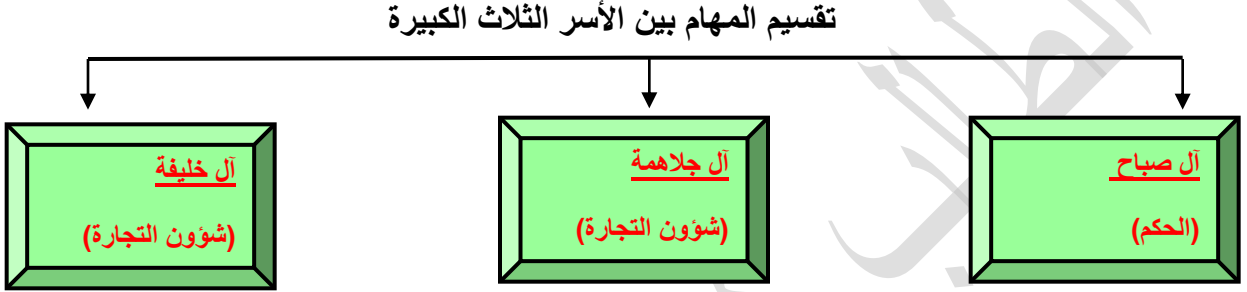 تقسيم المهام بين الأسر الثلاث الكبيرة
آل صباح
(الحكم)
آل جلاهمة
(شؤون التجارة)
آل خليفة
(شؤون التجارة)